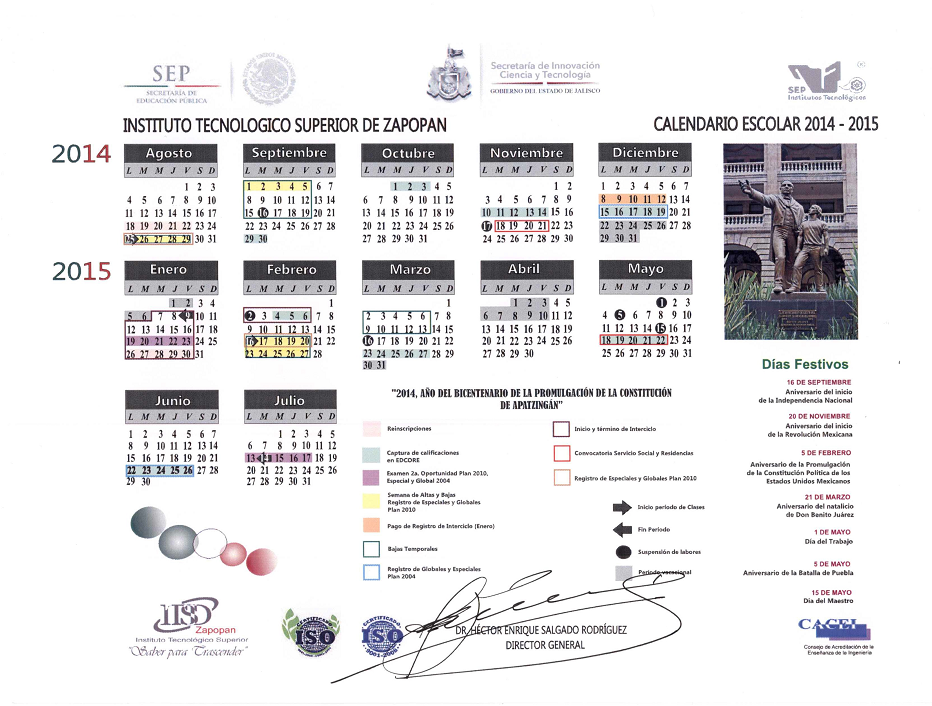 SEP
SECRETARÍA DE
EDUCACIÓN PÚBLICA
Secretaría de Innovación
Ciencia y Tecnología
GOBIERNO DEL ESTADO DE JALISCO
SEP
Institutos Tecnológicos
INSTITUTO TECNOLOGICO SUPERIOR DE ZAPOPAN
CALENDARIO ESCOLAR 2014 - 2015
2014
Agosto
L M M J V S D
1 2 3
4 5 6 7 8 9 10
11 12 13 14 15 16 17
18 19 20 21 22 23 24
25 26 27 28 29 30 31
Septiembre
L M M J V S D
1 2 3 4 5 6 7
8 9 10 11 12 13 14
15 16 17 18 19 20 21
22 23 24 25 26 27 28
29 30
Octubre
L M M J V S D
1 2 3 4 5
6 7 8 9 10 11 12
13 14 15 16 17 18 19
20 21 22 23 24 25 26
27 28 29 30 31
Noviembre
L M M J V S D
1 2
3 4 5 6 7 8 9
10 11 12 13 14 15 16
17 18 19 20 21 22 23
24 25 26 27 28 29 30
Diciembre
L M M J V S D
1 2 3 4 5 6 7
8 9 10 11 12 13 14
15 16 17 18 19 20 21
22 23 24 25 26 27 28
29 30 31
2015
Enero
L M M J V S D
1 2 3 4
5 6 7 8 9 10 11
12 13 14 15 16 17 18
19 20 21 22 23 24 25
26 27 28 29 30 31
Febrero
L M M J V S D
1
2 3 4 5 6 7 8
9 10 11 12 13 14 15
16 17 18 19 20 21 22
23 24 25 26 27 28
Marzo
L M M J V S D
1
2 3 4 5 6 7 8
9 10 11 12 13 14 15
16 17 18 19 20 21 22
23 24 25 26 27 28 29
30 31
Abril
L M M J V S D
1 2 3 4 5
6 7 8 9 10 11 12
13 14 15 16 17 18 19
20 21 22 23 24 25 26
27 28 29 30
Mayo
L M M J V S D
1 2 3
4 5 6 7 8 9 10
11 12 13 14 15 16 17
18 19 20 21 22 23 24
25 26 27 28 29 30 31
Junio
L M M J V S D
1 2 3 4 5 6 7
8 9 10 11 12 13 14
15 16 17 18 19 20 21
22 23 24 25 26 27 28
29 30
Julio
L M M J V S D
1 2 3 4 5
6 7 8 9 10 11 12
13 14 15 16 17 18 19
20 21 22 23 24 25 26
27 28 29 30 31
"2014, AÑO DEL BICENTENARIO DE LA PROMULGACIÓN DE LA CONSTITUCIÓN
DE APATZINGÁN"
Reinscripciones
Captura de calificaciones
en EDCORE
Examen 2a. Oportunidad Plan 2010,
Especial y Global 2004
Semana de Altas y Bajas
Registro de Especiales y Globales
Plan 2010
Pago de Registro de Interciclo (Enero)
Bajas Temporales
Registro de Globales y Especiales
Plan 2004
Inicio y término de Interciclo
Convocatoria Servicio Social y Residencias
Registro de Especiales y Globales Plan 2010
Inicio periodo de Clases
Fin Periodo
Suspensión de labores
Periodo vacacional
Días Festivos
16 DE SEPTIEMBRE
Aniversario del inicio
de la Independencia Nacional
20 DE NOVIEMBRE
Aniversario del inicio
de la Revolución Mexicana
5 DE FEBRERO
Aniversario de la Promulgación
de la Constitución Política de los
Estados Unidos Mexicanos
21 DE MARZO
Aniversario del natalicio
de Don Benito Juárez
1 DE MAYO
Día del Trabajo
5 DE MAYO
Aniversario de la Batalla de Puebla
15 DE MAYO
Dia del Maestro
CACEI
Consejo de Acreditación de la
Enseñanza de la Ingeniería
Zapopan
Instituto Tecnológico Superior
"Saber para Trascender"
CERTIFICADO
ISO
CERTIFICADO
ISO
9001-2008
DR. HÉCTOR ENRIQUE SALGADO RODRÍGUEZ
DIRECTOR GENERAL